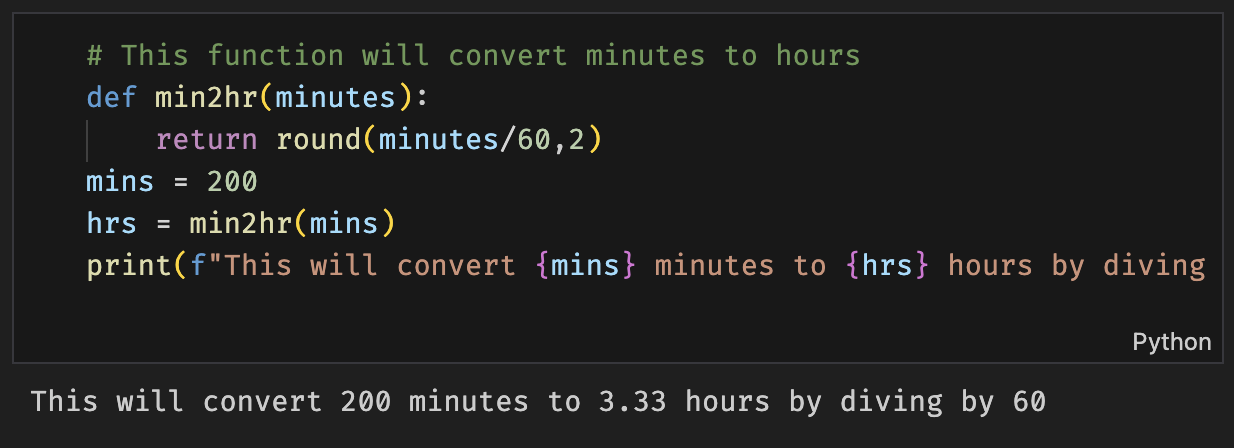 # This function will convert minutes to hours
def min2hr(minutes):
    return round(minutes/60,2)
mins = 200
hrs = min2hr(mins)
print(f"This will convert {mins} minutes to {hrs} hours by diving
Python
This will convert 200 minutes to 3.33 hours by diving by 60